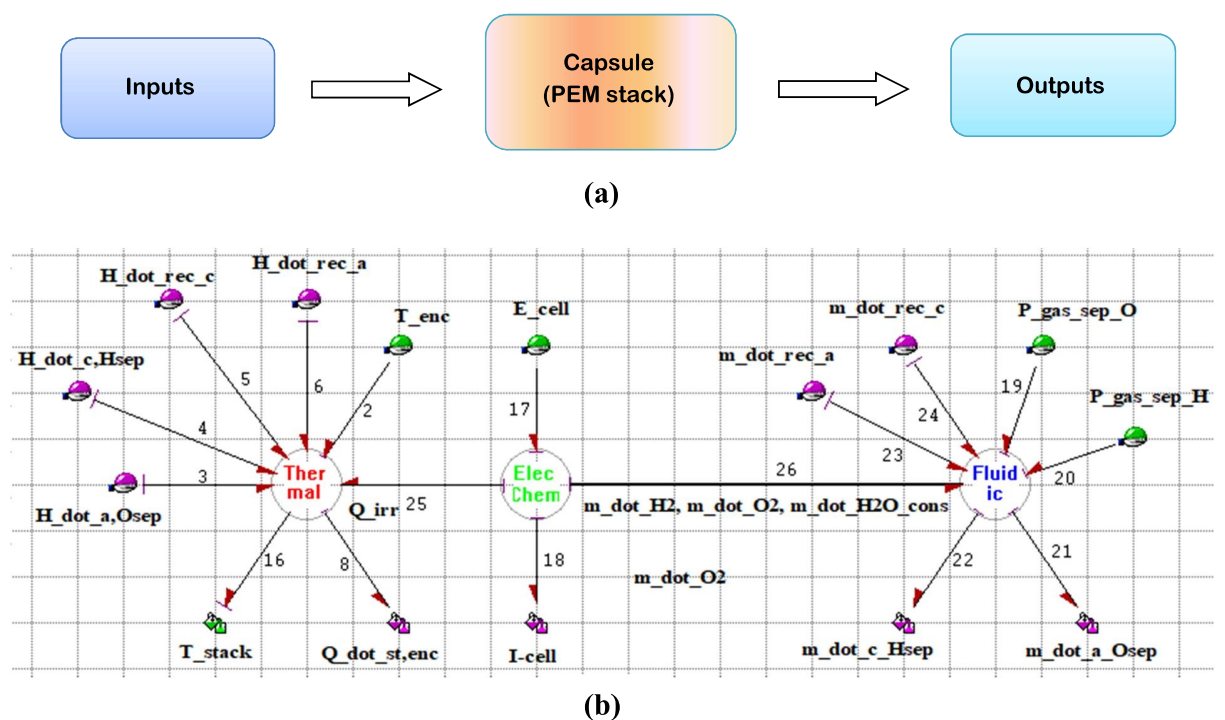 Inputs
Capsule
(PEM stack)
Outputs
(a)
H_dot_rec_c
H_dot_rec_a
T_enc
E_cell
m_dot_rec_c
P_gas_sep_O
m_dot_rec_a
H_dot_c,Hsep
P_gas_sep_H
5
6
2
17
24
19
4
23
20
3
Ther
mal
Elec
Chem
26
Fluid
ic
H_dot_a,Osep
Q_irr
25
m_dot_H2, m_dot_O2, m_dot_H2O_cons
16
8
18
22
21
m_dot_O2
T_stack
Q_dot_st,enc
I-cell
m_dot_c_Hsep
m_dot_a_Osep
(b)